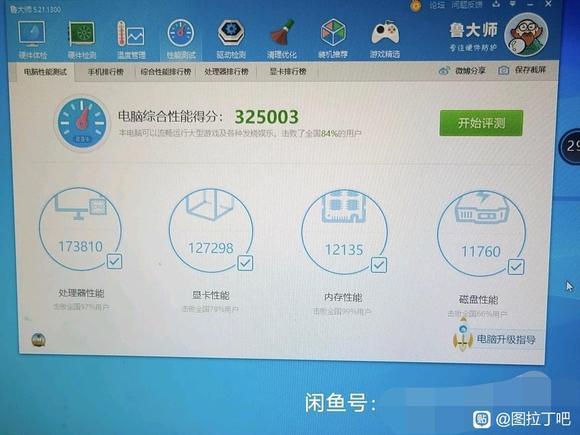 鲁大师 5.21.1300
论坛 问题反馈
硬件体检 硬件检测 温度管理 性能测试 驱动检测 清理优化 装机推荐 游戏精选
鲁大师
专注硬件防护
电脑性能测试 手机排行榜 综合性能排行榜 处理器排行榜 显卡排行榜 微博分享 保存截屏
电脑综合性能得分: 325003
本电脑可以流畅运行大型游戏及各种发烧娱乐。击败了全国84%的用户
开始评测
29
173810 127298 12135 11760
处理器性能 显卡性能 内存性能 磁盘性能
击败全国97%用户 击败全国78%用户 击败全国99%用户 击败全国66%用户
电脑升级指导
闲鱼号:
贴 @图拉丁吧